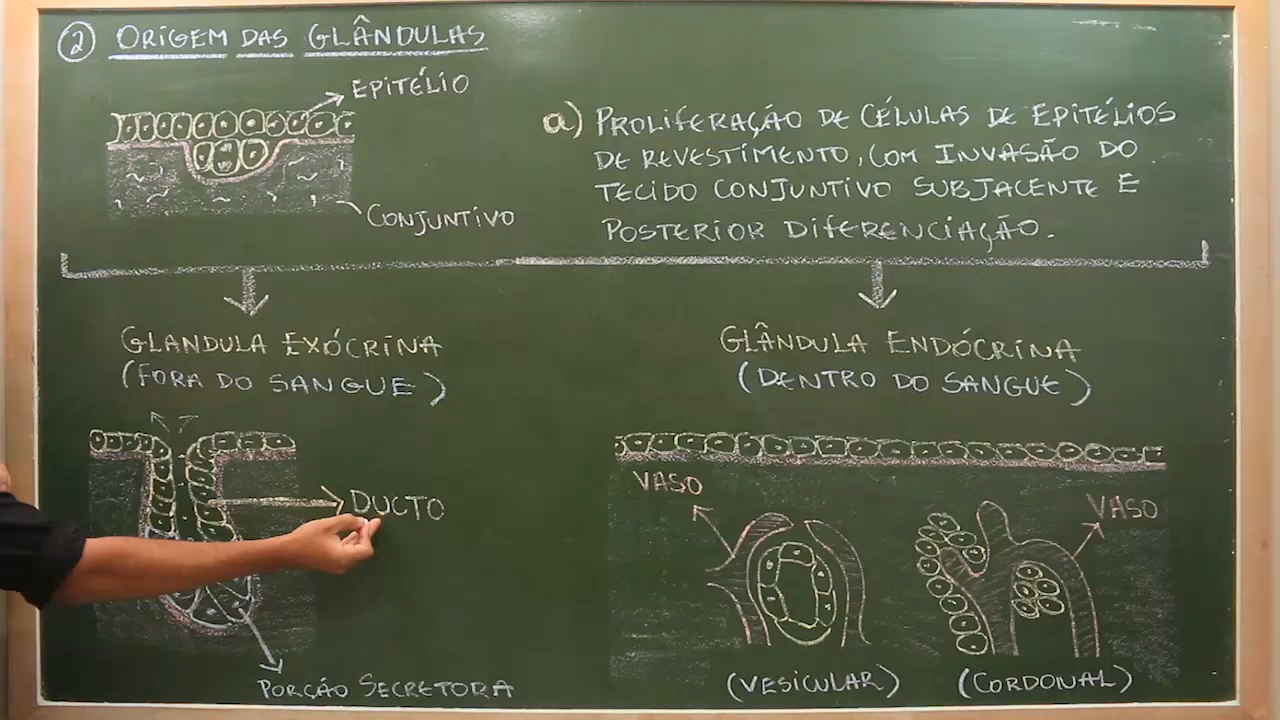 ② ORIGEM DAS GLÂNDULAS
EPITÉLIO
CONJUNTIVO
a) PROLIFERAÇÃO DE CÉLULAS DE EPITÉLIOS
DE REVESTIMENTO, COM INVASÃO DO
TECIDO CONJUNTIVO SUBJACENTE E
POSTERIOR DIFERENCIAÇÃO.
GLANDULA EXÓCRINA
(FORA DO SANGUE)
DUCTO
PORÇÃO SECRETORA
GLÂNDULA ENDÓCRINA
(DENTRO DO SANGUE)
VASO
VASO
(VESICULAR)
(CORDONAL)